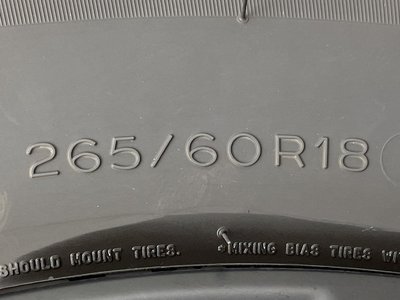 265/60R18
SHOULD MOUNT TIRES. •MIXING BIAS TIRES